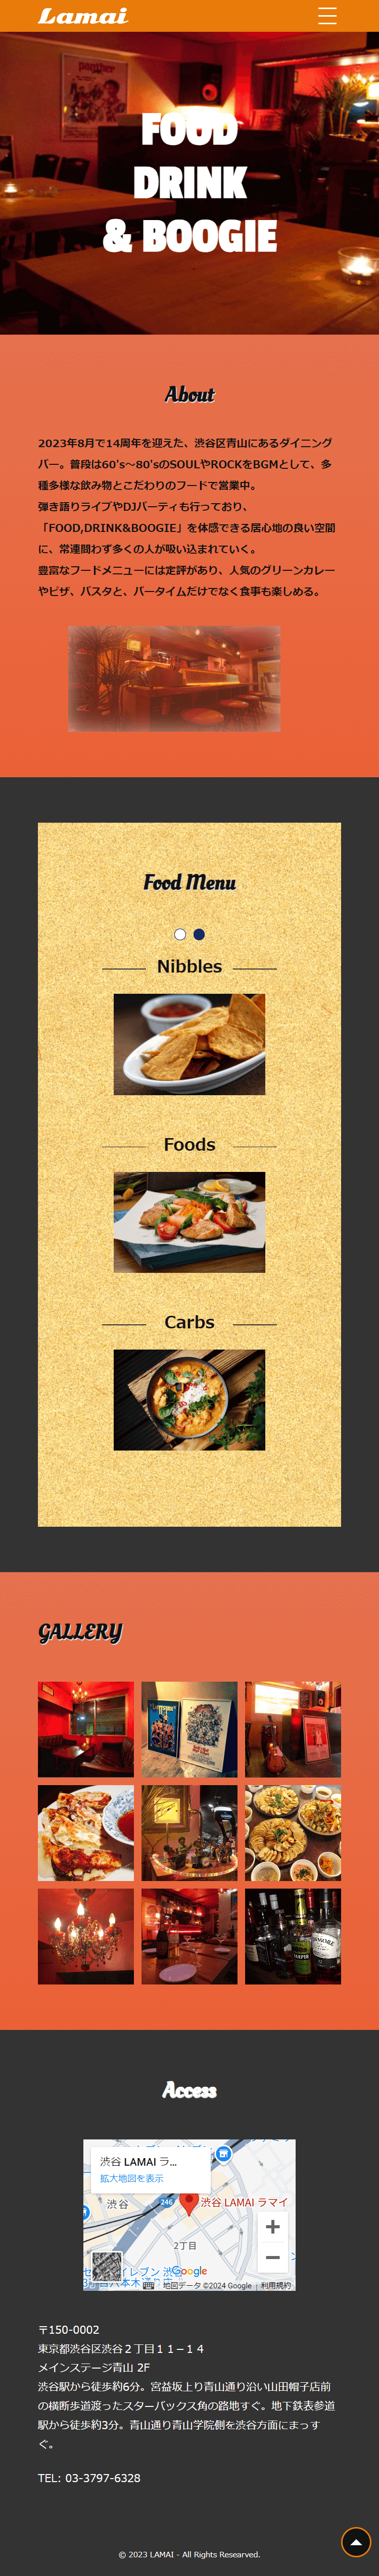 Lamai
FOOD
DRINK
& BOOGIE
About
2023年8月で14周年を迎えた、渋谷区青山にあるダイニング
バー。普段は60's～80'sのSOULやROCKをBGMとして、多
種多様な飲み物とこだわりのフードで営業中。
弾き語りライブやDJパーティも行っており、
「FOOD,DRINK&BOOGIE」を体感できる居心地の良い空間
に、常連問わず多くの人が吸い込まれていく。
豊富なフードメニューには定評があり、人気のグリーンカレー
やピザ、パスタと、バータイムだけでなく食事も楽しめる。
Food Menu
Nibbles
Foods
Carbs
GALLERY
Access
渋谷 LAMAI ラ...
拡大地図を表示
渋谷
246
渋谷 LAMAI ラマイ
2丁目
Google
地図データ ©2024 Google
利用規約
〒150-0002
東京都渋谷区渋谷２丁目１１−１４
メインステージ青山 2F
渋谷駅から徒歩約6分。宮益坂上り青山通り沿い山田帽子店前
の横断歩道渡ったスターバックス角の路地すぐ。地下鉄表参道
駅から徒歩約3分。青山通り青山学院側を渋谷方面にまっす
ぐ。
TEL: 03-3797-6328
© 2023 LAMAI - All Rights Researved.